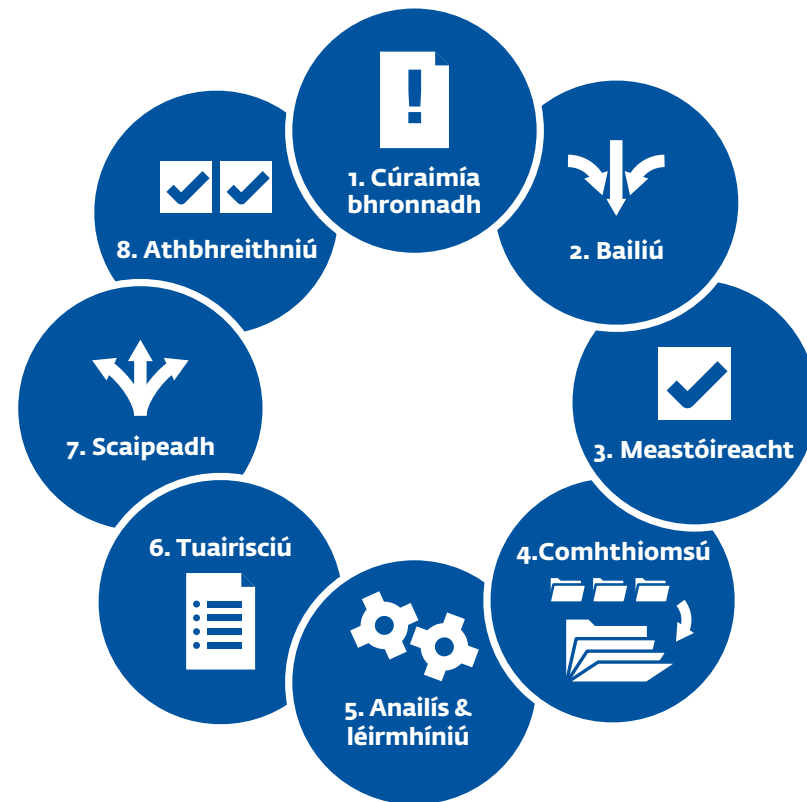 1. Cúraimía
bhronnadh
2. Bailiú
3. Meastóireacht
4.Comhthiomsú
5. Anailís &
léirmhíniú
6. Tuairisciú
7. Scaipeadh
8. Athbhreithniú